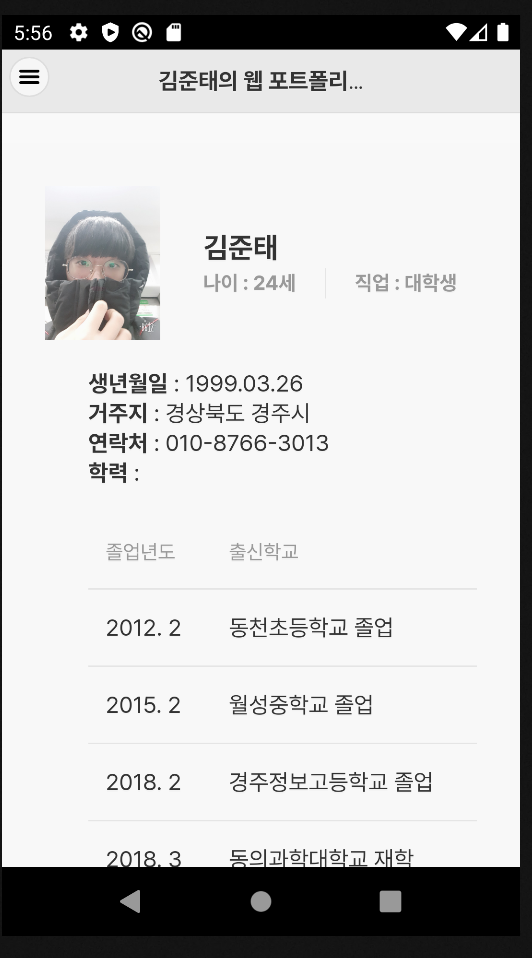 5:56
김준태의 웹 포트폴리...
김준태
나이 : 24세
직업 : 대학생
생년월일 : 1999.03.26
거주지 : 경상북도 경주시
연락처 : 010-8766-3013
학력 :
졸업년도 출신학교
2012. 2 동천초등학교 졸업
2015. 2 월성중학교 졸업
2018. 2 경주정보고등학교 졸업
2018. 3 동의과학대학교 재학